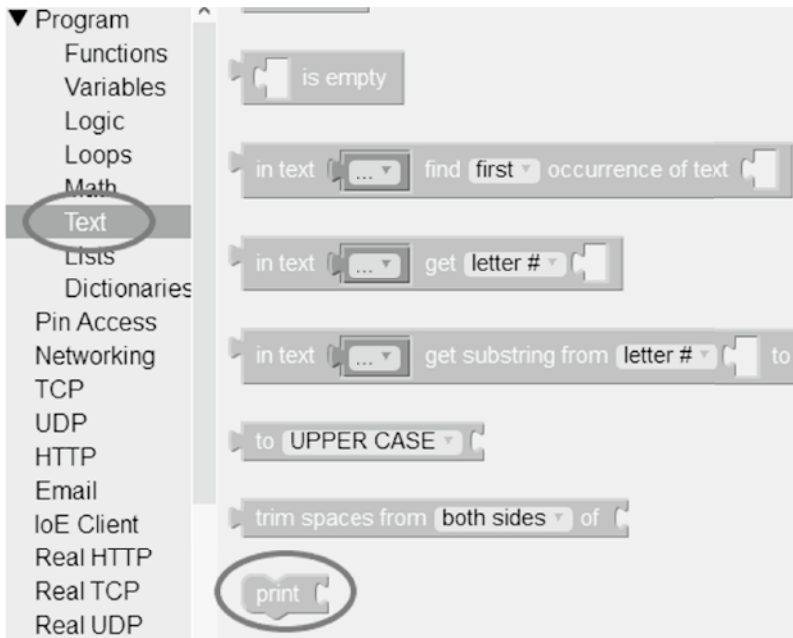 ▼ Program
Functions
Variables
Logic
Loops
Math
Text
Lists
Dictionaries
Pin Access
Networking
TCP
UDP
HTTP
Email
IoE Client
Real HTTP
Real TCP
Real UDP
is empty
in text ... find first occurrence of text
in text ... get letter #
in text ... get substring from letter # to
to UPPER CASE
trim spaces from both sides of
print